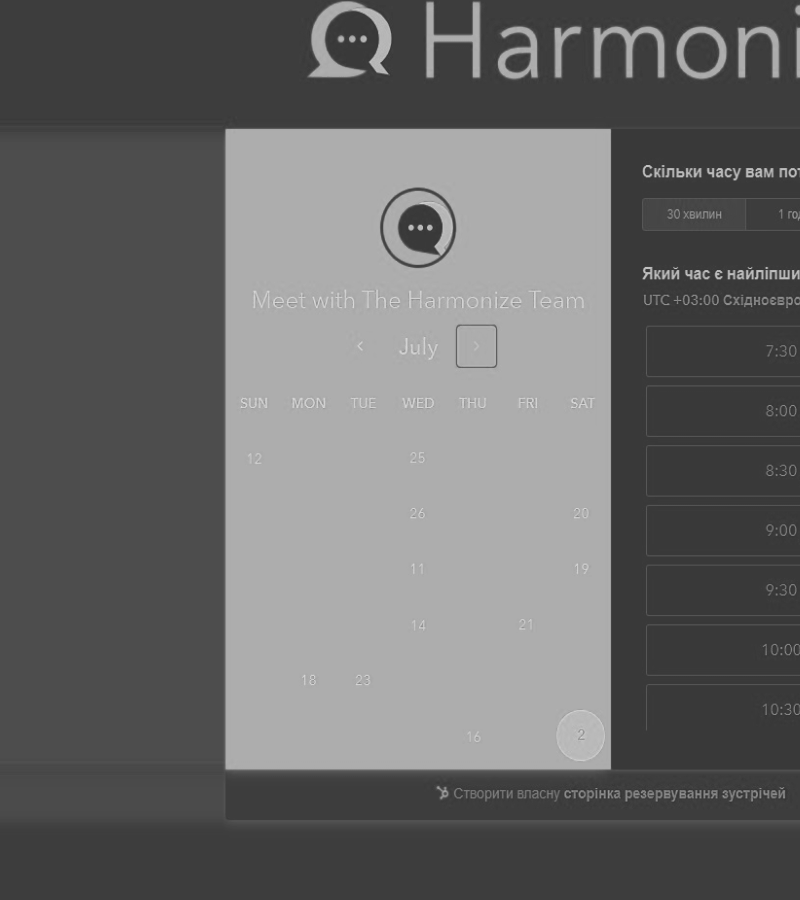 Harmoni
Meet with The Harmonize Team
July
SUN MON TUE WED THU FRI SAT
12 25
26 20
11 19
14 21
18 23
16 2
Скільки часу вам пот
30 хвилин 1 го
Який час є найліпши
UTC +03:00 Східноєвро
7:30
8:00
8:30
9:00
9:30
10:00
10:30
Створити власну сторінка резервування зустрічей